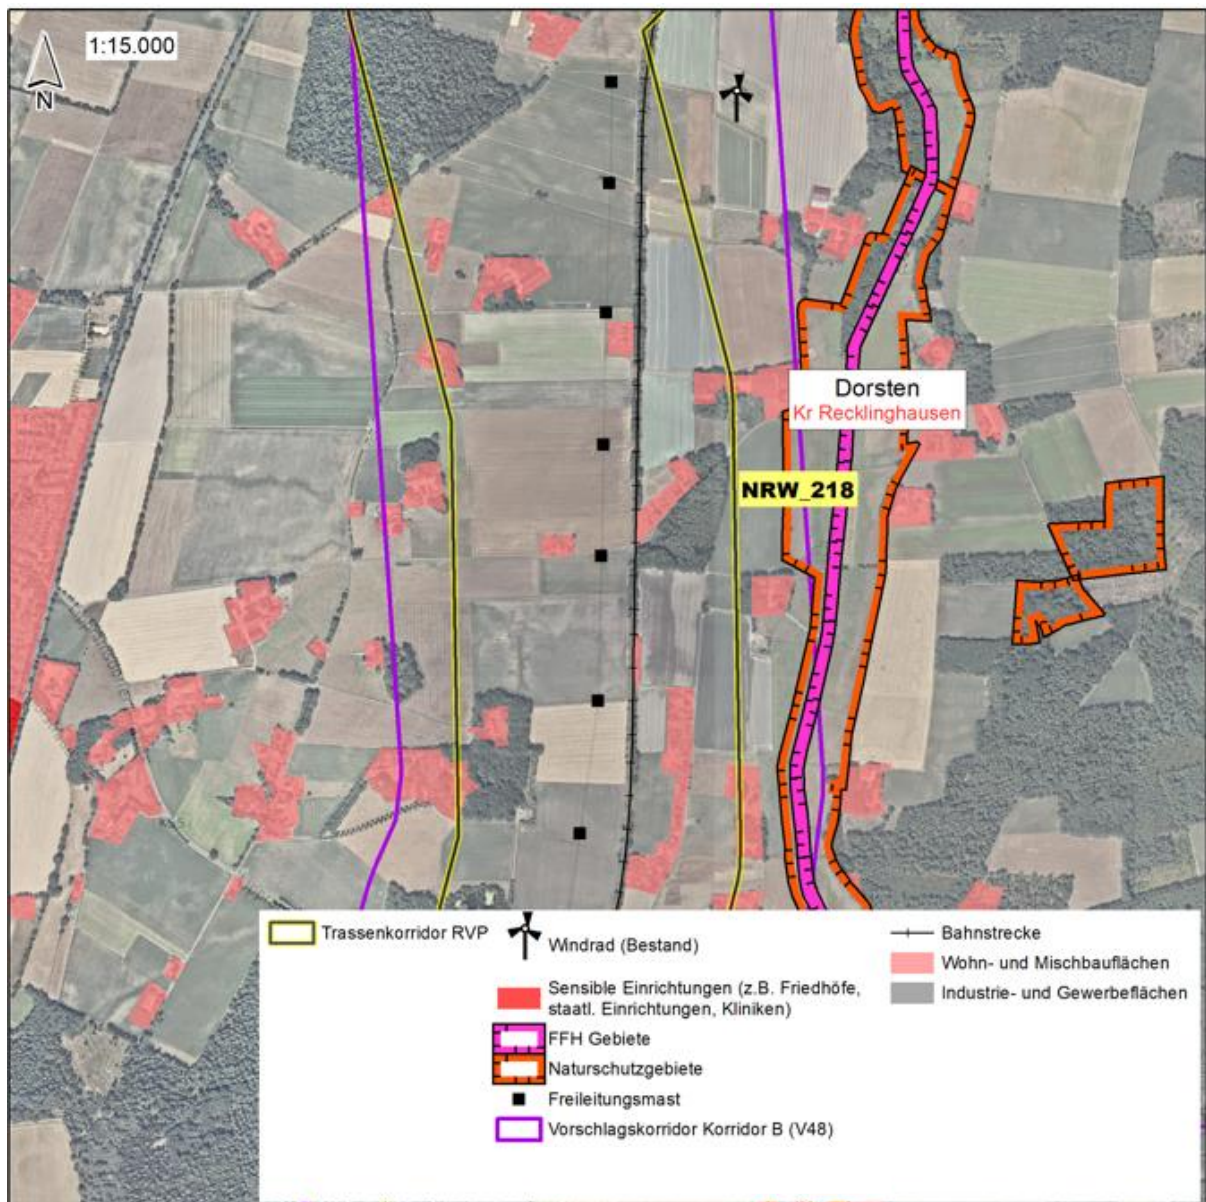 1:15.000
N
Dorsten
Kr Recklinghausen
NRW_218
Trassenkorridor RVP
Windrad (Bestand)
Sensible Einrichtungen (z.B. Friedhöfe,
staatl. Einrichtungen, Kliniken)
FFH Gebiete
Naturschutzgebiete
Freileitungsmast
Vorschlagskorridor Korridor B (V48)
Bahnstrecke
Wohn- und Mischbauflächen
Industrie- und Gewerbeflächen